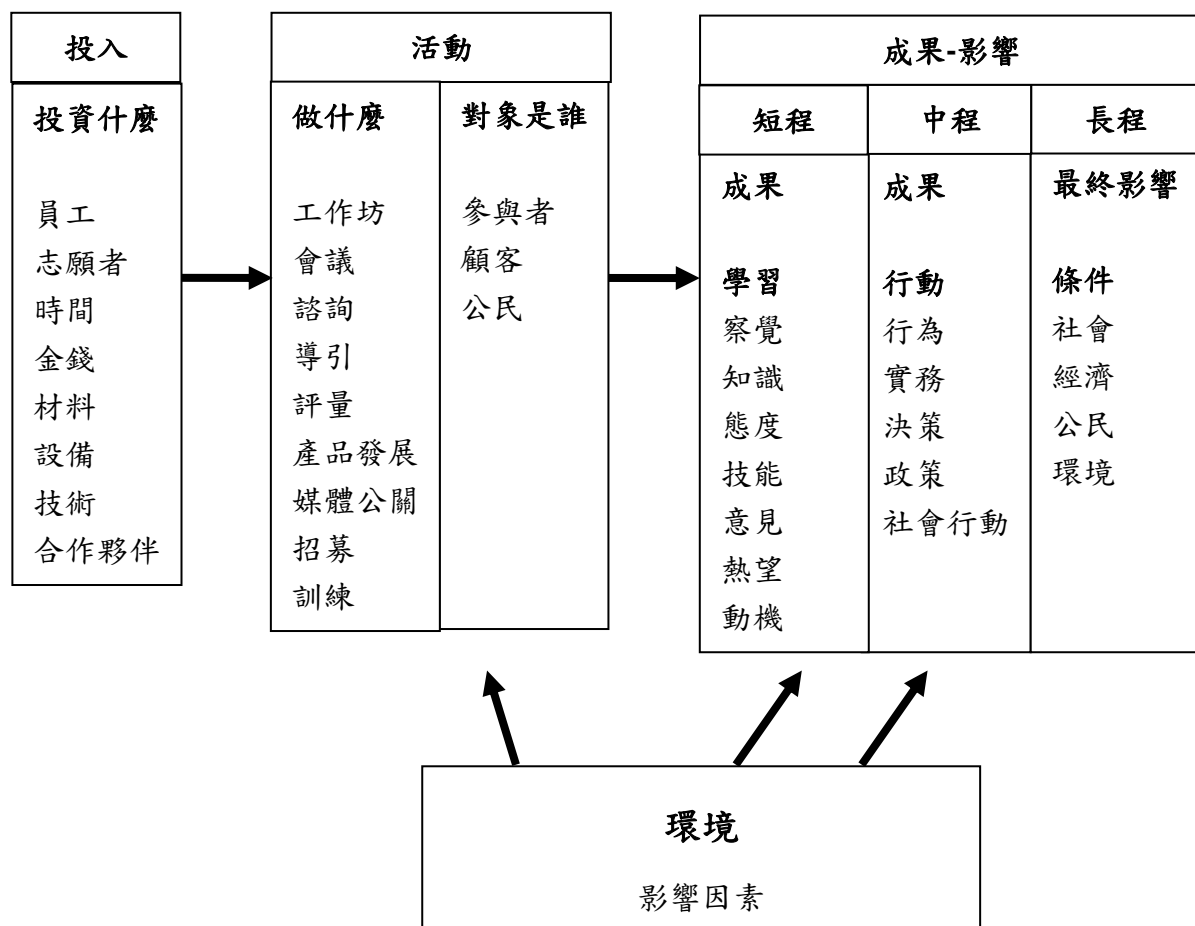 投入
投資什麼
員工
志願者
時間
金錢
材料
設備
技術
合作夥伴
活動
做什麼
工作坊
會議
諮詢
導引
評量
產品發展
媒體公關
招募
訓練
對象是誰
參與者
顧客
公民
成果-影響
短程
成果
學習
察覺
知識
態度
技能
意見
熱望
動機
中程
成果
行動
行為
實務
決策
政策
社會行動
長程
最終影響
條件
社會
經濟
公民
環境
環境
影響因素